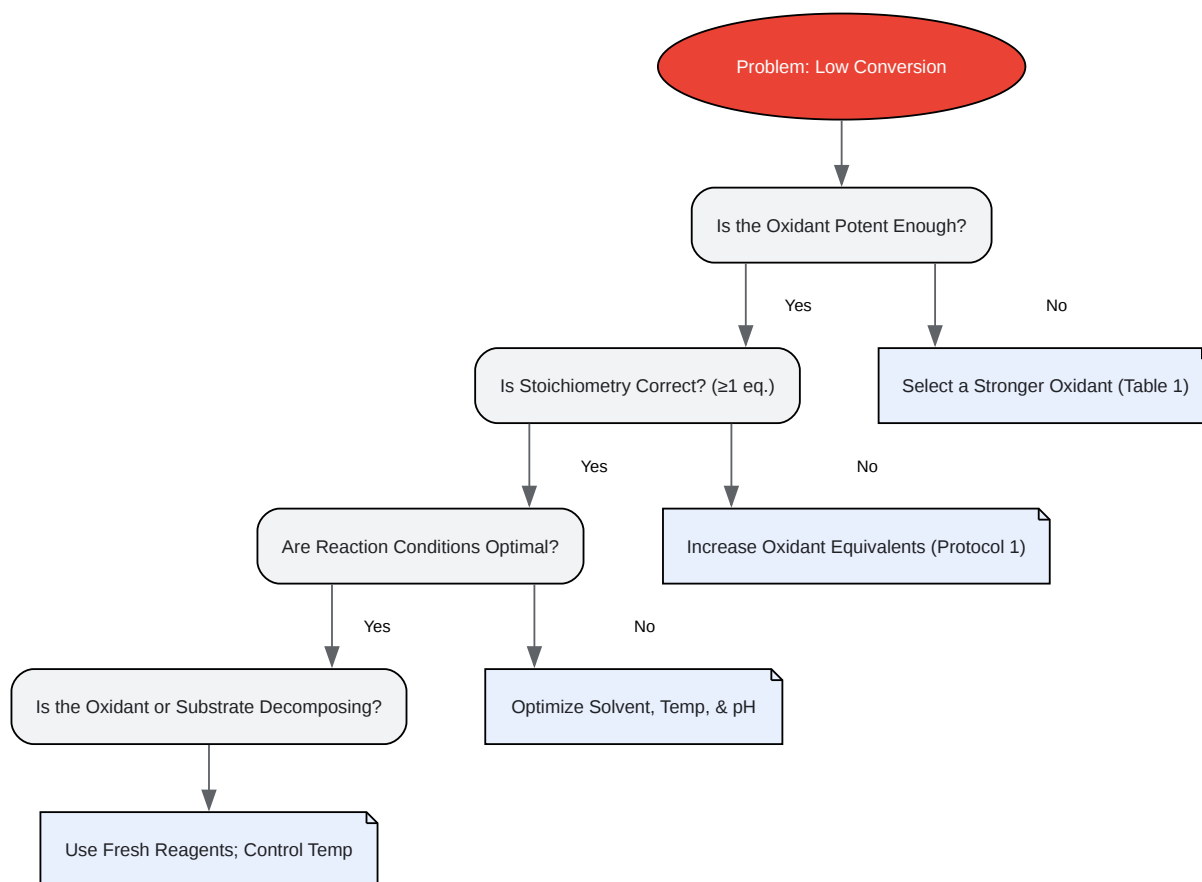 Problem: Low Conversion
Is the Oxidant Potent Enough?
Yes
No
Is Stoichiometry Correct? (≥1 eq.)
Select a Stronger Oxidant (Table 1)
Yes
No
Are Reaction Conditions Optimal?
Increase Oxidant Equivalents (Protocol 1)
Yes
No
Is the Oxidant or Substrate Decomposing?
Optimize Solvent, Temp, & pH
Use Fresh Reagents; Control Temp